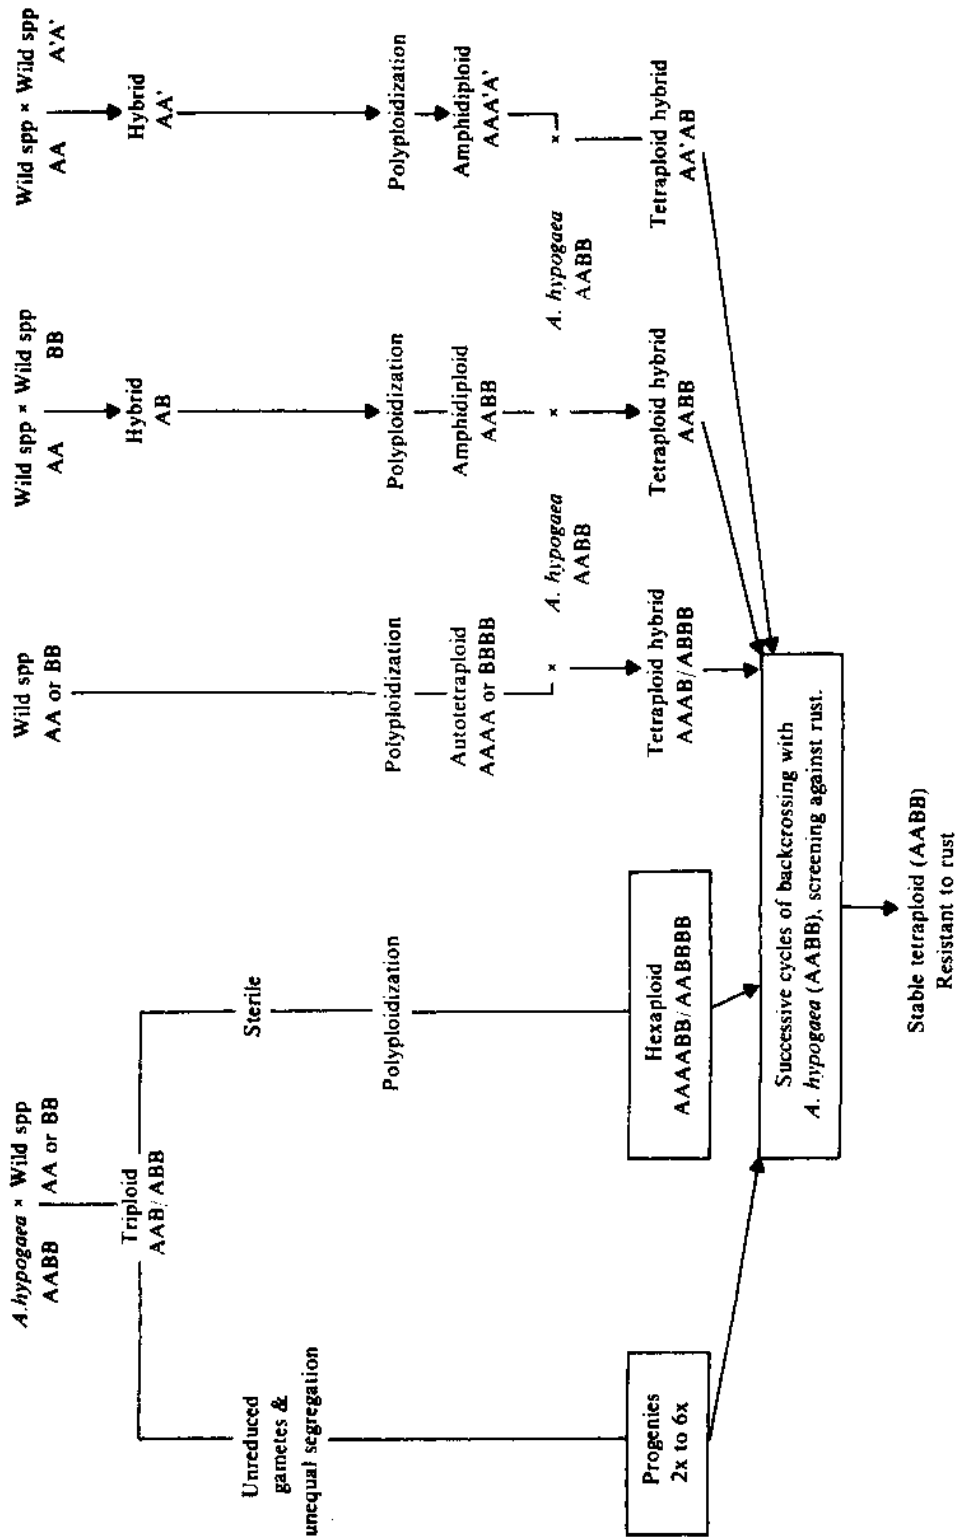 A.hypogaea × Wild spp
AABB AA or BB
Triploid
AAB/ABB
Unreduced
gametes &
unequal segregation
Progenies
2x to 6x
Sterile
Polyploidization
Hexaploid
AAAABB/AABBBB
Wild spp
AA or BB
Polyploidization
Autotetraploid
AAAA or BBBB
×
A. hypogaea
AABB
Tetraploid hybrid
AAAB/ABBB
Wild spp × Wild spp
AA BB
Hybrid
AB
Polyploidization
Amphidiploid
AABB
×
Tetraploid hybrid
AABB
A. hypogaea
AABB
Wild spp × Wild spp
AA A'A'
Hybrid
AA'
Polyploidization
Amphidiploid
AAA'A'
×
Tetraploid hybrid
AA'AB
Successive cycles of backcrossing with
A. hypogaea (AABB), screening against rust.
Stable tetraploid (AABB)
Resistant to rust